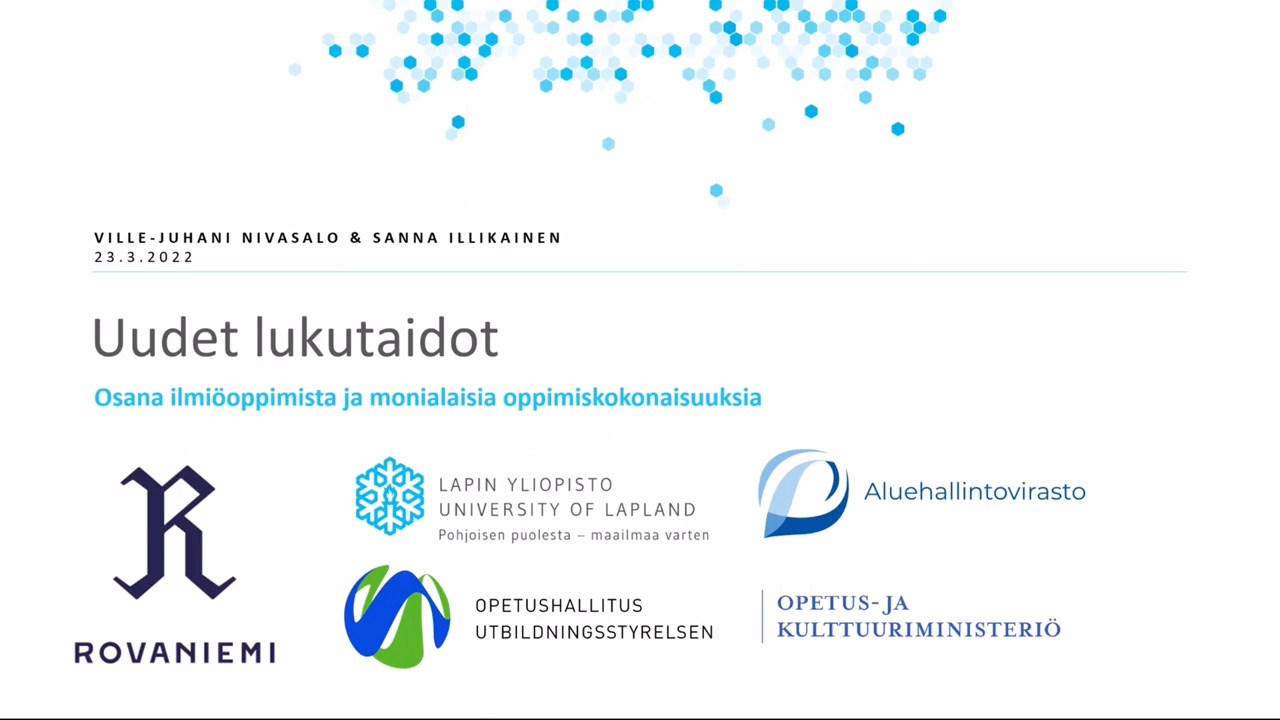 VILLE-JUHANI NIVASALO & SANNA ILLIKAINEN
23.3.2022
Uudet lukutaidot
Osana ilmiöoppimista ja monialaisia oppimiskokonaisuuksia
R
ROVANIEMI
LAPIN YLIOPISTO
UNIVERSITY OF LAPLAND
Pohjoisen puolesta – maailmaa varten
Aluehallintovirasto
OPETUSHALLITUS
UTBILDNINGSSTYRELSEN
OPETUS- JA
KULTTUURIMINISTERIÖ